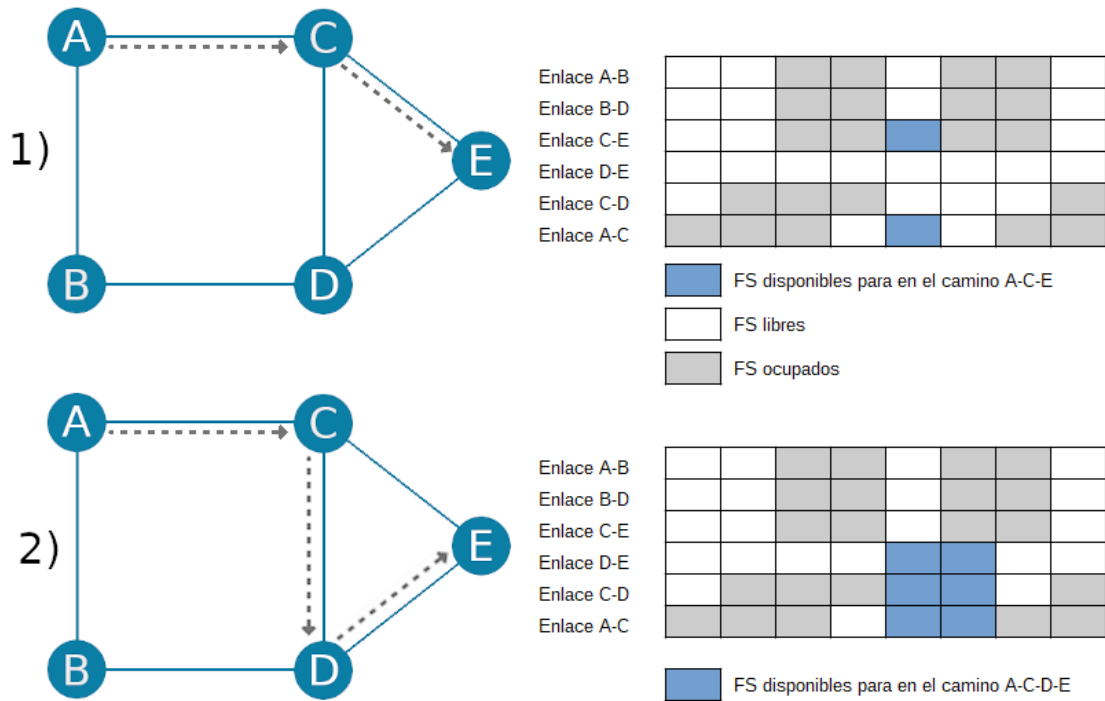 A
C
1)
E
B
D
Enlace A-B
Enlace B-D
Enlace C-E
Enlace D-E
Enlace C-D
Enlace A-C
FS disponibles para en el camino A-C-E
FS libres
FS ocupados
A
C
2)
E
B
D
Enlace A-B
Enlace B-D
Enlace C-E
Enlace D-E
Enlace C-D
Enlace A-C
FS disponibles para en el camino A-C-D-E